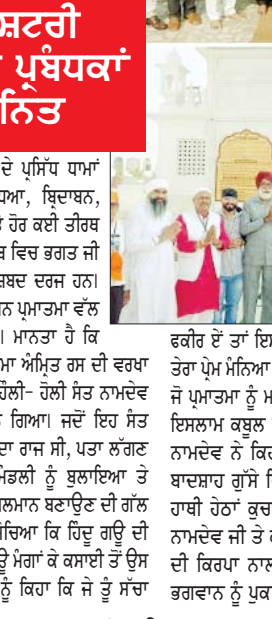 ਸ਼ਟਰੀ
ਪ੍ਰਬੰਧਕਾਂ
ਨਿਤ
ਦੇ ਪ੍ਰਸਿੱਧ ਧਾਮਾਂ
ਧਿਆ, ਬ੍ਰਿਦਾਬਨ,
ਹੋਰ ਕਈ ਤੀਰਥ
ਵਿਚ ਭਗਤ ਜੀ
ਸ਼ਬਦ ਦਰਜ ਹਨ।
ਨ ਪ੍ਰਮਾਤਮਾ ਵੱਲ
। ਮਾਨਤਾ ਹੈ ਕਿ
ਮਾ ਅੰਮ੍ਰਿਤ ਰਸ ਦੀ ਵਰਖਾ
ਹੌਲੀ- ਹੋਲੀ ਸੰਤ ਨਾਮਦੇਵ
ਗਿਆ। ਜਦੋਂ ਇਹ ਸੰਤ
ਦਾ ਰਾਜ ਸੀ, ਪਤਾ ਲੱਗਣ
ਮੰਡਲੀ ਨੂੰ ਬੁਲਾਇਆ ਤੇ
ਲਮਾਨ ਬਣਾਉਣ ਦੀ ਗੱਲ
ਸੋਚਿਆ ਕਿ ਹਿੰਦੂ ਗਊ ਦੀ
ਊ ਮੰਗਾਂ ਕੇ ਕਸਾਈ ਤੋਂ ਉਸ
ਨੂੰ ਕਿਹਾ ਕਿ ਜੇ ਤੂੰ ਸੱਚਾ
ਫਕੀਰ ਏਂ ਤਾਂ ਇਸ
ਤੇਰਾ ਪ੍ਰੇਮ ਮੰਨਿਆ
ਜੋ ਪ੍ਰਮਾਤਮਾ ਨੂੰ ਮ
ਇਸਲਾਮ ਕਬੂਲ
ਨਾਮਦੇਵ ਨੇ ਕਿ
ਬਾਦਸ਼ਾਹ ਗੁੱਸੇ ਵਿ
ਹਾਥੀ ਹੇਠਾਂ ਕੁਚ
ਨਾਮਦੇਵ ਜੀ ਤੇ
ਦੀ ਕਿਰਪਾ ਨਾਲ
ਭਗਵਾਨ ਨੂੰ ਪੁਕਾ